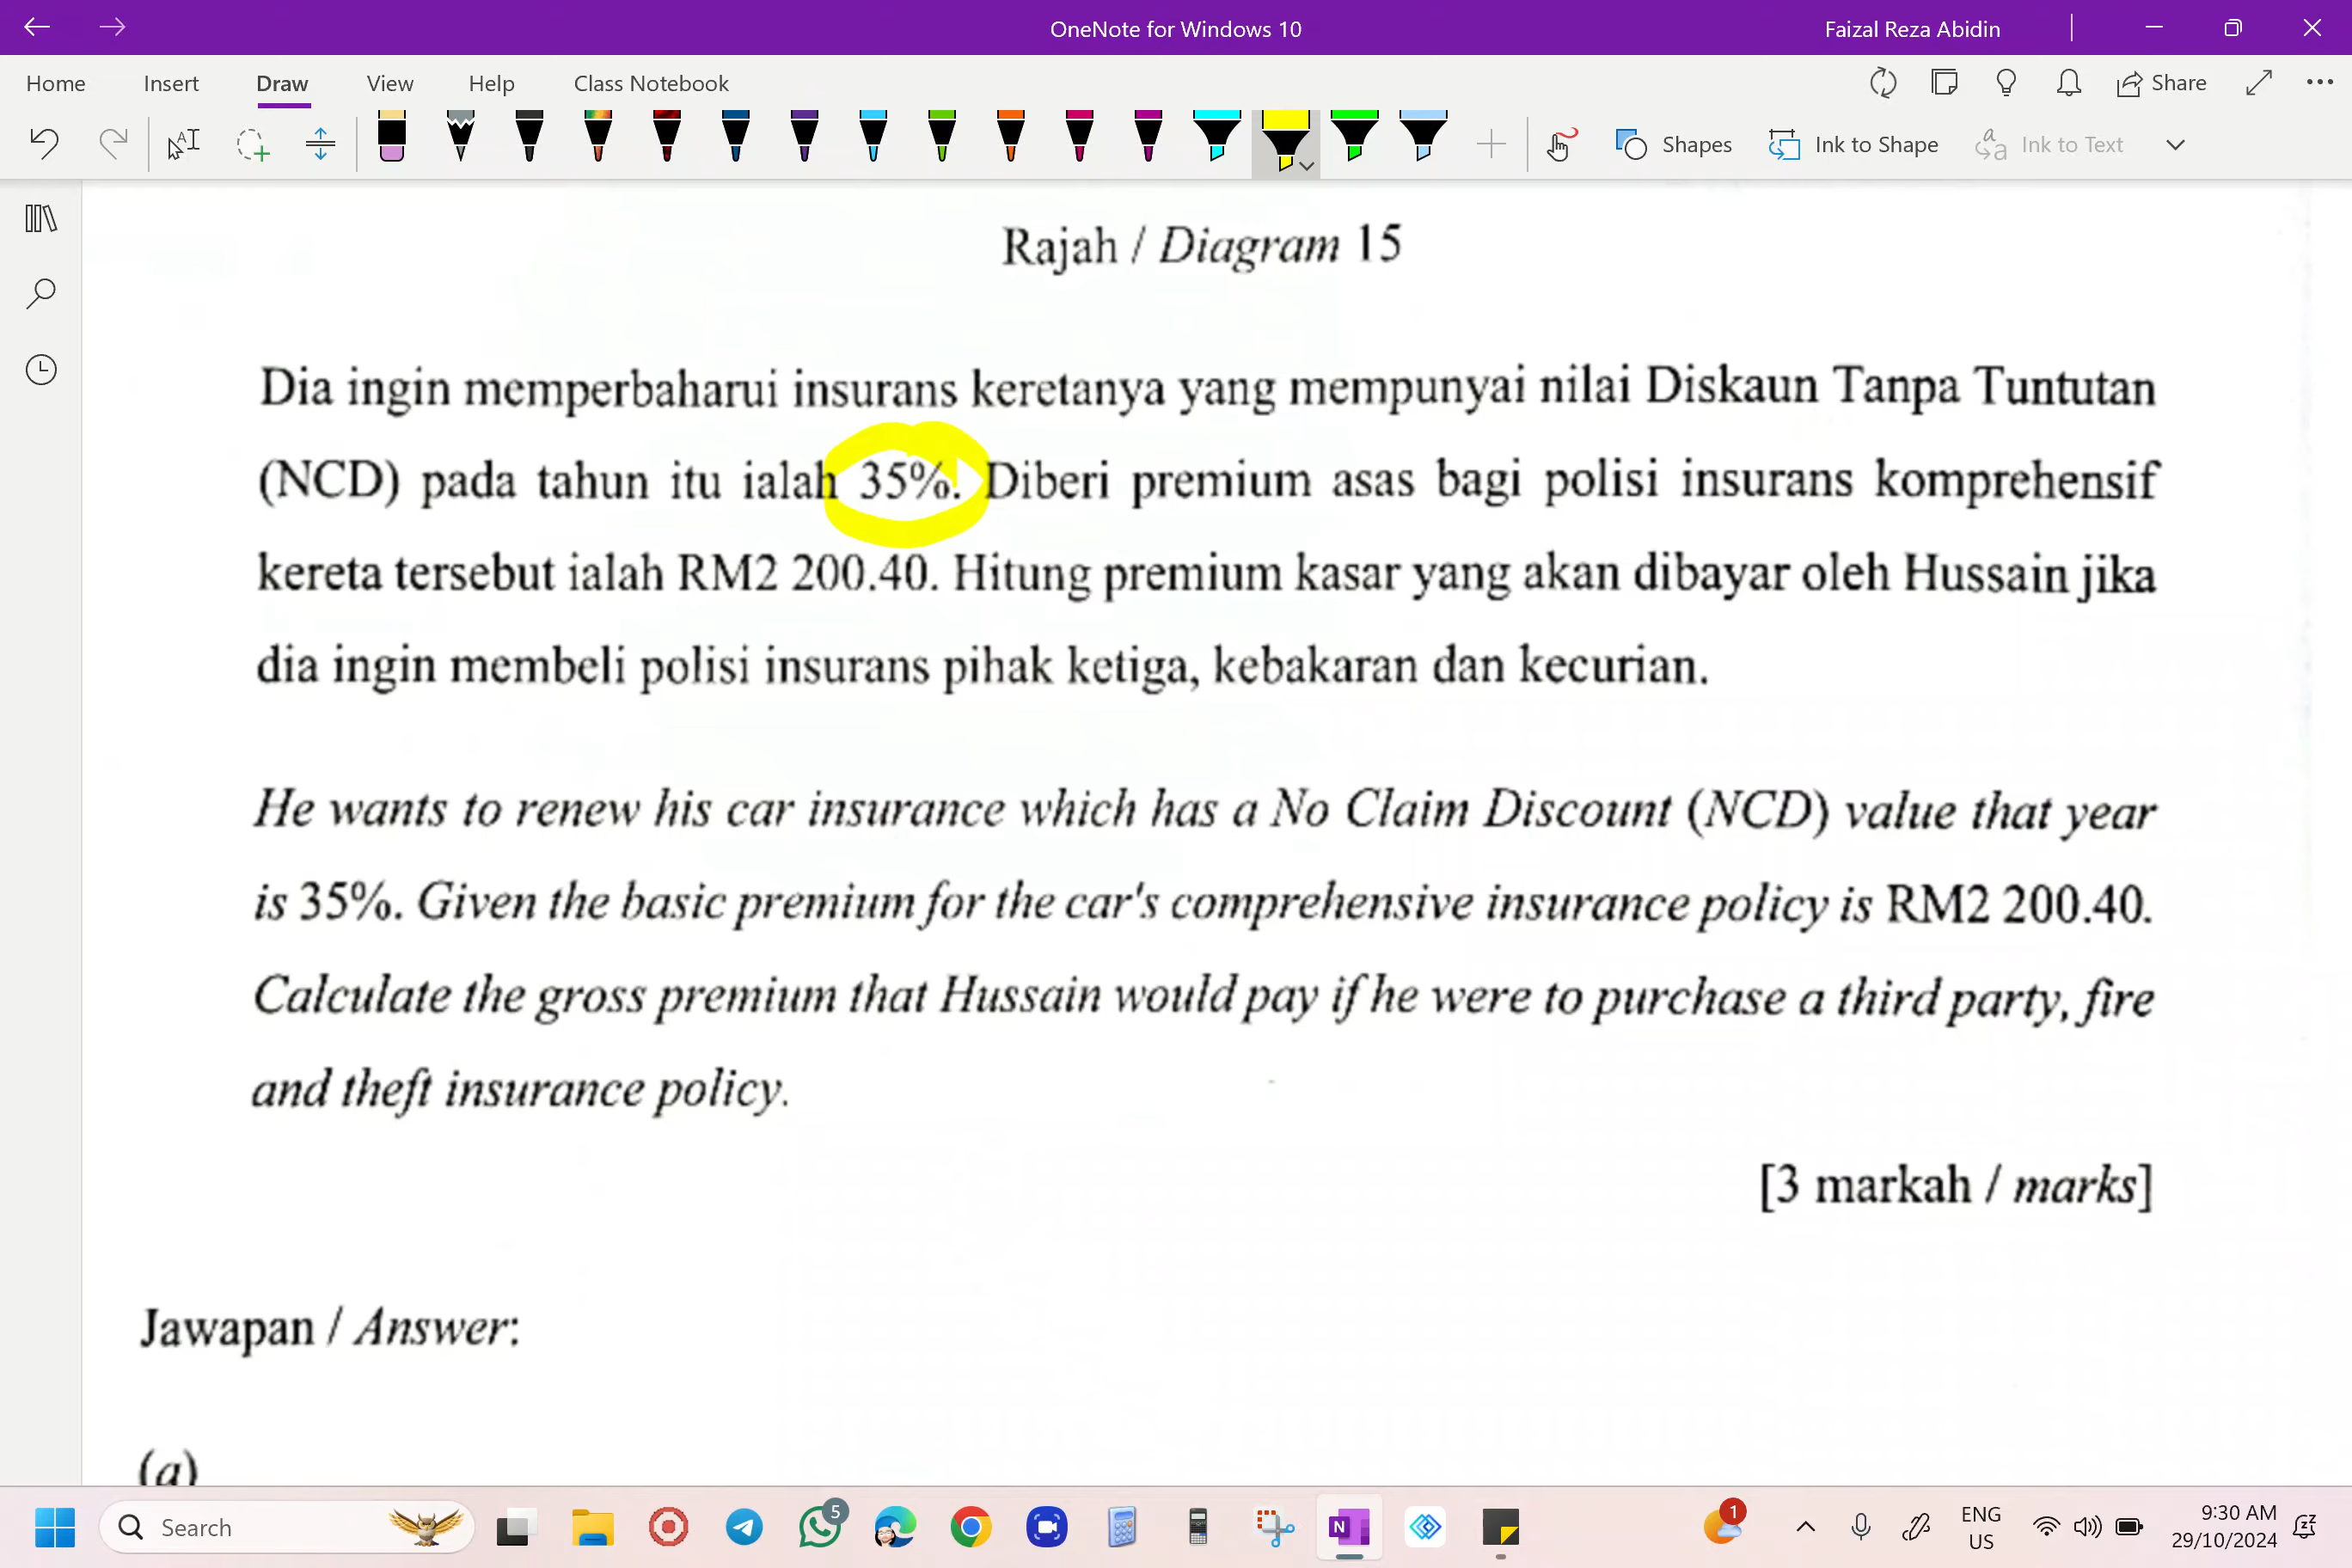 OneNote for Windows 10
Faizal Reza Abidin
Home Insert Draw View Help Class Notebook Share
Shapes Ink to Shape Ink to Text
Rajah / Diagram 15
Dia ingin memperbaharui insurans keretanya yang mempunyai nilai Diskaun Tanpa Tuntutan
(NCD) pada tahun itu ialah 35%. Diberi premium asas bagi polisi insurans komprehensif
kereta tersebut ialah RM2 200.40. Hitung premium kasar yang akan dibayar oleh Hussain jika
dia ingin membeli polisi insurans pihak ketiga, kebakaran dan kecurian.
He wants to renew his car insurance which has a No Claim Discount (NCD) value that year
is 35%. Given the basic premium for the car's comprehensive insurance policy is RM2 200.40.
Calculate the gross premium that Hussain would pay if he were to purchase a third party, fire
and theft insurance policy.
[3 markah / marks]
Jawapan / Answer:
(a)
Search
5
1
ENG
US
9:30 AM
29/10/2024